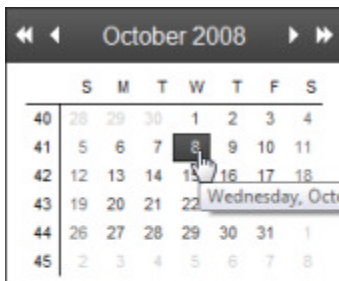 October 2008
S M T W T F S
40 28 29 30 1 2 3 4
41 5 6 7 8 9 10 11
42 12 13 14 15 16 17 18
43 19 20 21 22
Wednesday, Octo
44 26 27 28 29 30 31 1
45 2 3 4 5 6 7 8